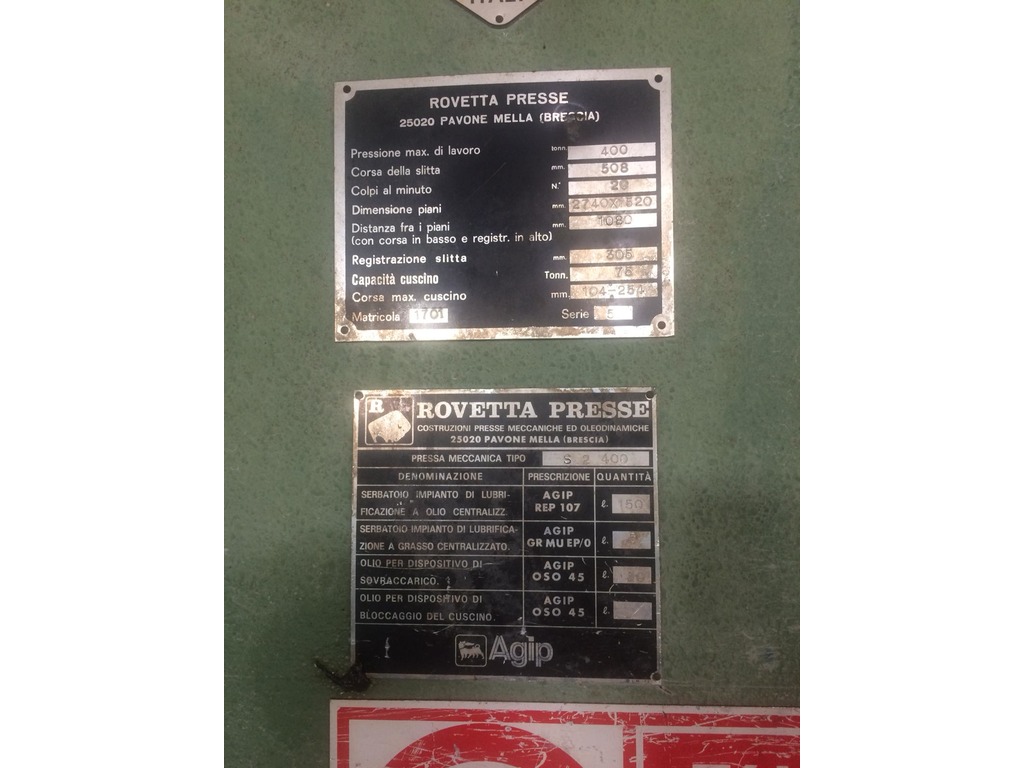 ITALY
ROVETTA PRESSE
25020 PAVONE MELLA (BRESCIA)
Pressione max. di lavoro tonn. 400
Corsa della slitta mm. 508
Colpi al minuto N.° 20
Dimensione piani mm.
Distanza fra i piani mm. 1080
(con corsa in basso e registr. in alto)
Registrazione slitta mm. 305
Capacità cuscino Tonn. 75
Corsa max. cuscino mm. 104-254
Matricola 1701 Serie 5
R ROVETTA PRESSE
COSTRUZIONI PRESSE MECCANICHE ED OLEODINAMICHE
25020 PAVONE MELLA (BRESCIA)
PRESSA MECCANICA TIPO S 2 400
DENOMINAZIONE PRESCRIZIONE QUANTITÀ
SERBATOIO IMPIANTO DI LUBRI-
FICAZIONE A OLIO CENTRALIZZ. AGIP REP 107 ℓ. 150
SERBATOIO IMPIANTO DI LUBRIFICA-
ZIONE A GRASSO CENTRALIZZATO. AGIP GR MU EP/0 ℓ.
OLIO PER DISPOSITIVO DI
SOVRACCARICO. AGIP OSO 45 ℓ.
OLIO PER DISPOSITIVO DI
BLOCCAGGIO DEL CUSCINO. AGIP OSO 45 ℓ.
Agip